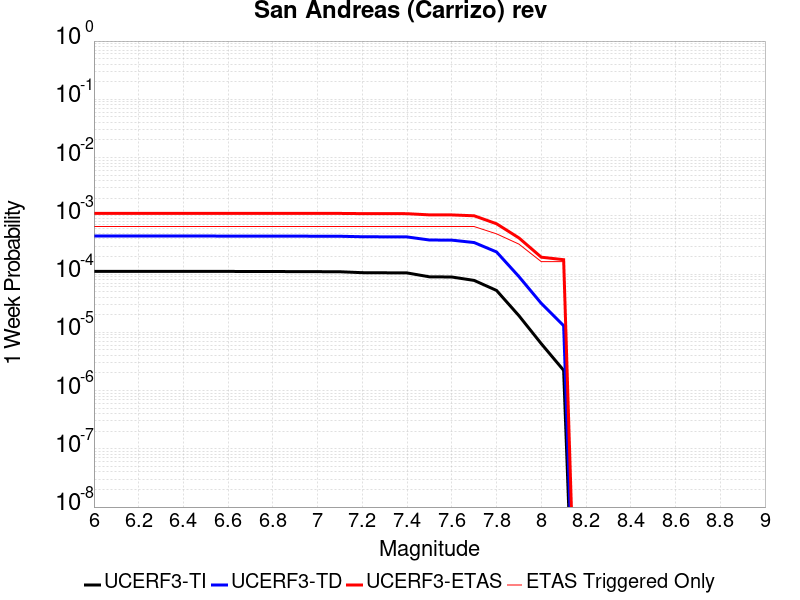 San Andreas (Carrizo) rev
10^0
10^-1
10^-2
10^-3
10^-4
10^-5
10^-6
10^-7
10^-8
1 Week Probability
6 6.2 6.4 6.6 6.8 7 7.2 7.4 7.6 7.8 8 8.2 8.4 8.6 8.8 9
Magnitude
UCERF3-TI UCERF3-TD UCERF3-ETAS ETAS Triggered Only